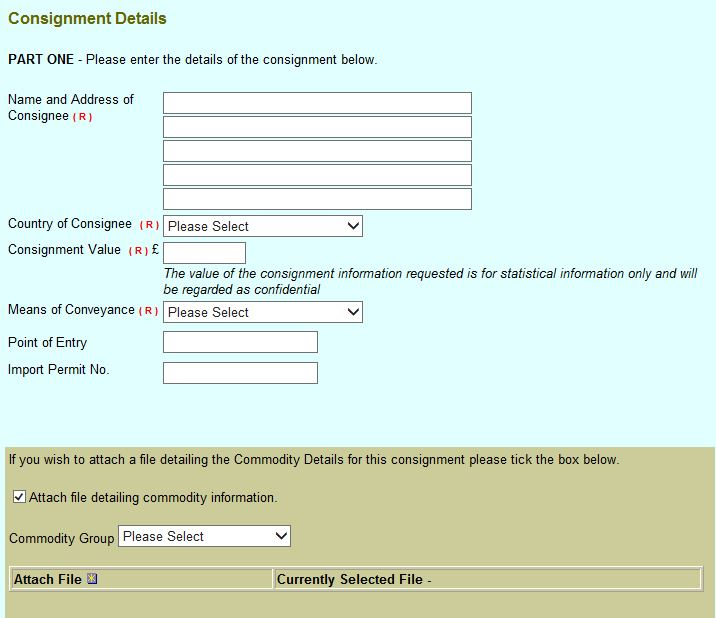 Consignment Details
PART ONE - Please enter the details of the consignment below.
Name and Address of
Consignee ( R )
Country of Consignee ( R ) Please Select
Consignment Value ( R ) £
The value of the consignment information requested is for statistical information only and will
be regarded as confidential
Means of Conveyance ( R ) Please Select
Point of Entry
Import Permit No.
If you wish to attach a file detailing the Commodity Details for this consignment please tick the box below.
Attach file detailing commodity information.
Commodity Group Please Select
Attach File Currently Selected File -